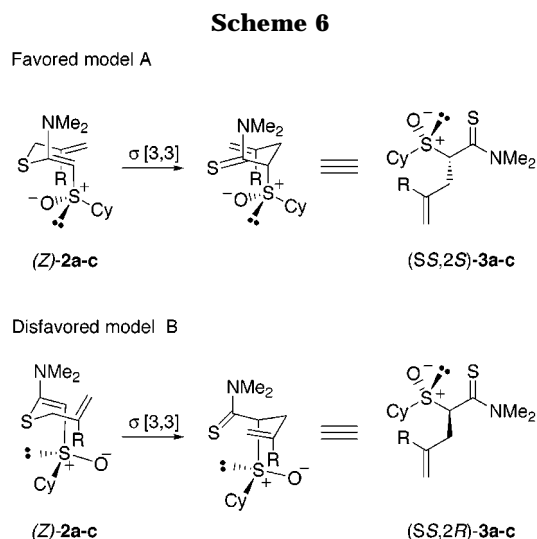 Scheme 6
Favored model A
NMe2
S
R
S+
-O
Cy
(Z)-2a-c
σ [3,3]
NMe2
S
R
S+
-O
Cy
O-
S
S+
Cy
NMe2
R
(SS,2S)-3a-c
Disfavored model B
NMe2
S
R
S+
O-
Cy
(Z)-2a-c
σ [3,3]
NMe2
S
R
S+
O-
Cy
O-
S
S+
Cy
NMe2
R
(SS,2R)-3a-c